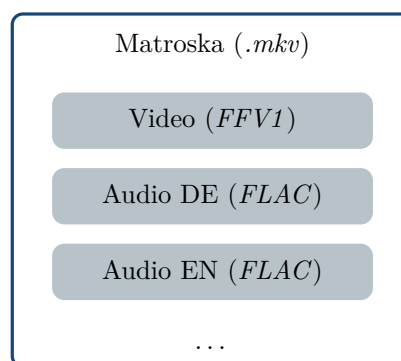 Matroska (.mkv)
Video (FFV1)
Audio DE (FLAC)
Audio EN (FLAC)
...